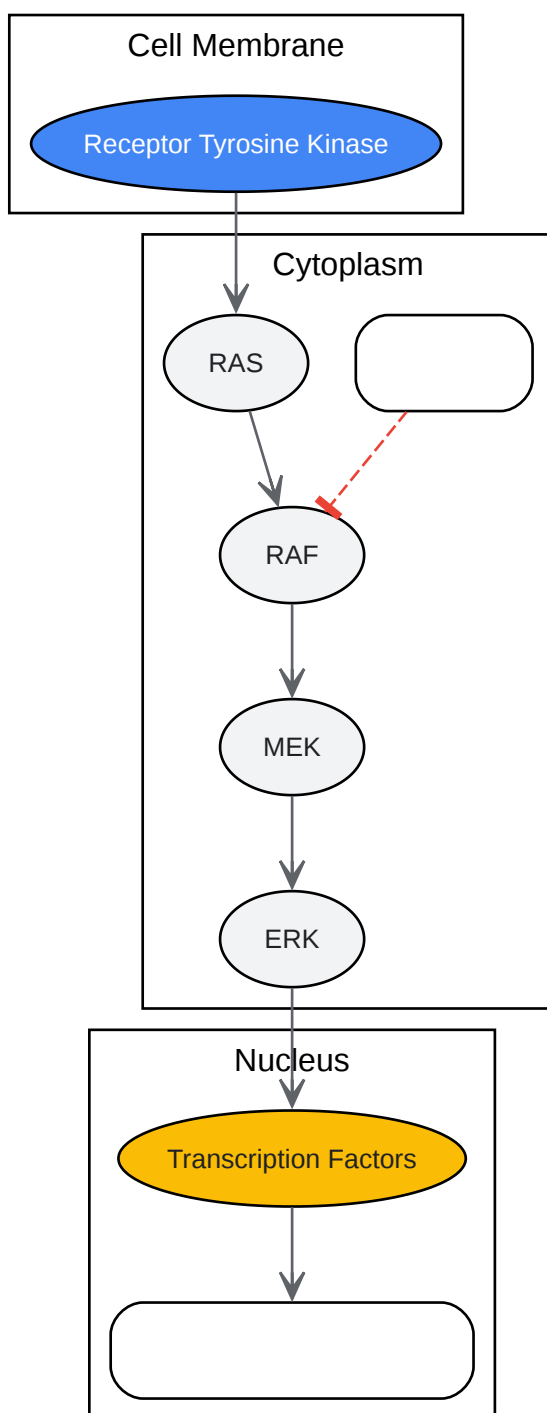 Cell Membrane
Receptor Tyrosine Kinase
Cytoplasm
RAS
RAF
MEK
ERK
Nucleus
Transcription Factors